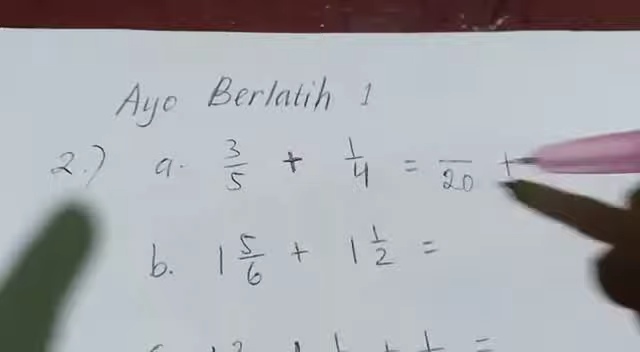 Ayo Berlatih 1
2.) a. 3/5 + 1/4 = /20 +
b. 1 5/6 + 1 1/2 =